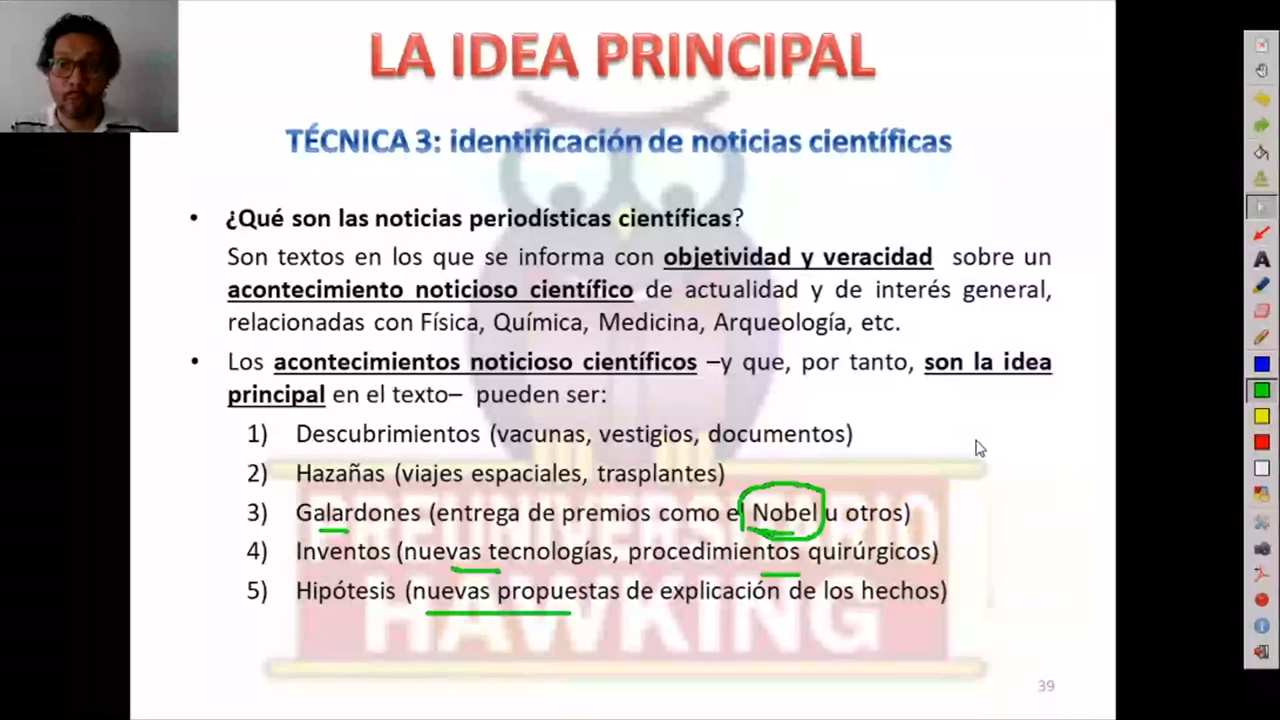 LA IDEA PRINCIPAL
TÉCNICA 3: identificación de noticias científicas
• ¿Qué son las noticias periodísticas científicas?
Son textos en los que se informa con objetividad y veracidad sobre un
acontecimiento noticioso científico de actualidad y de interés general,
relacionadas con Física, Química, Medicina, Arqueología, etc.
• Los acontecimientos noticioso científicos –y que, por tanto, son la idea
principal en el texto– pueden ser:
1) Descubrimientos (vacunas, vestigios, documentos)
2) Hazañas (viajes espaciales, trasplantes)
3) Galardones (entrega de premios como el Nobel u otros)
4) Inventos (nuevas tecnologías, procedimientos quirúrgicos)
5) Hipótesis (nuevas propuestas de explicación de los hechos)
PREUNIVERSITARIO
HAWKING
39